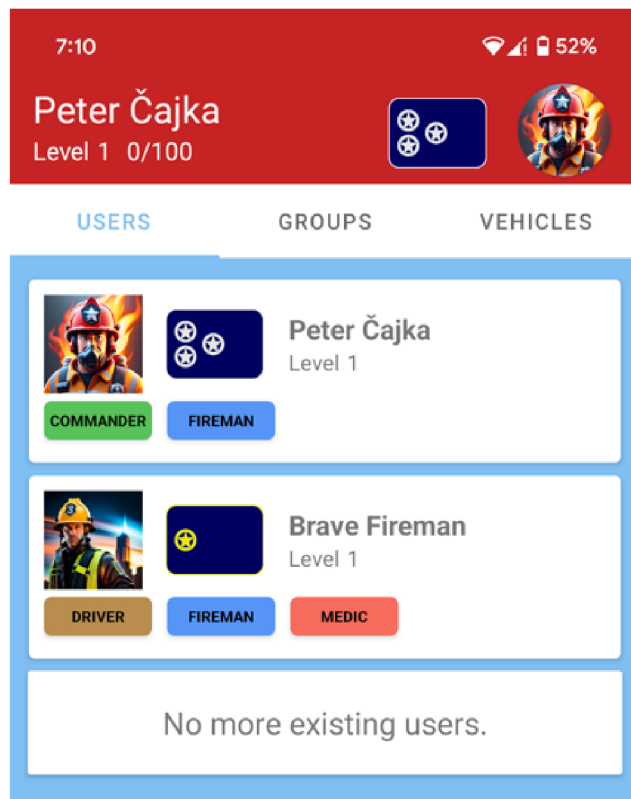 7:10 52%
Peter Čajka
Level 1 0/100
USERS GROUPS VEHICLES
Peter Čajka
Level 1
COMMANDER FIREMAN
Brave Fireman
Level 1
DRIVER FIREMAN MEDIC
No more existing users.